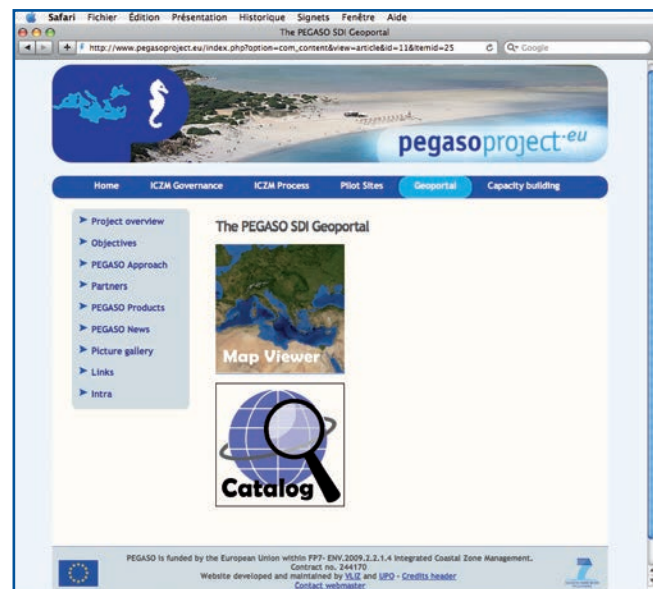 Safari Fichier Édition Présentation Historique Signets Fenêtre Aide
The PEGASO SDI Geoportal
http://www.pegasoproject.eu/index.php?option=com_content&view=article&id=11&Itemid=25
Google
pegasoproject.eu
Home ICZM Governance ICZM Process Pilot Sites Geoportal Capacity building
Project overview
Objectives
PEGASO Approach
Partners
PEGASO Products
PEGASO News
Picture gallery
Links
Intra
The PEGASO SDI Geoportal
Map Viewer
Catalog
PEGASO is funded by the European Union within FP7- ENV.2009.2.2.1.4 Integrated Coastal Zone Management.
Contract no. 244170
Website developed and maintained by VLIZ and UPO - Credits header
Contact webmaster